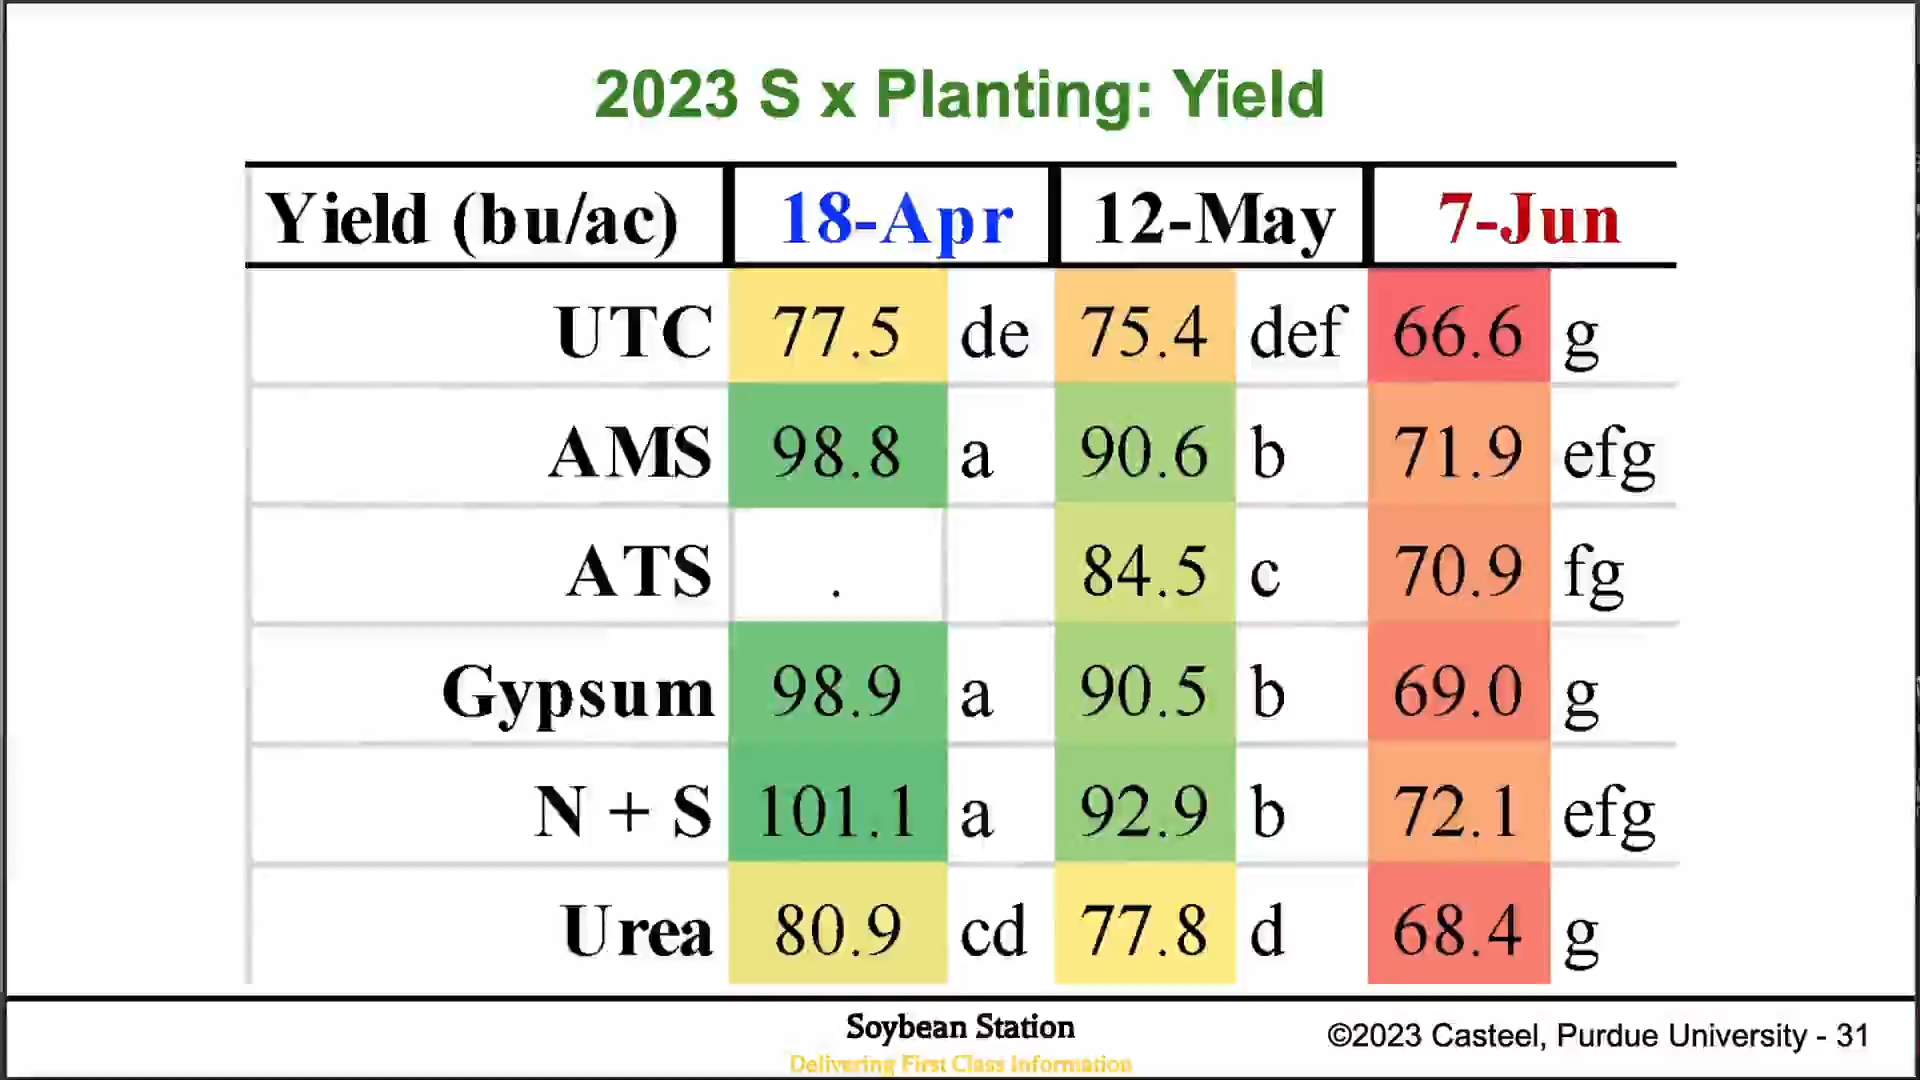 2023 S x Planting: Yield
Yield (bu/ac) 18-Apr 12-May 7-Jun
UTC 77.5 de 75.4 def 66.6 g
AMS 98.8 a 90.6 b 71.9 efg
ATS . 84.5 c 70.9 fg
Gypsum 98.9 a 90.5 b 69.0 g
N + S 101.1 a 92.9 b 72.1 efg
Urea 80.9 cd 77.8 d 68.4 g
Soybean Station
Delivering First Class Information
©2023 Casteel, Purdue University - 31